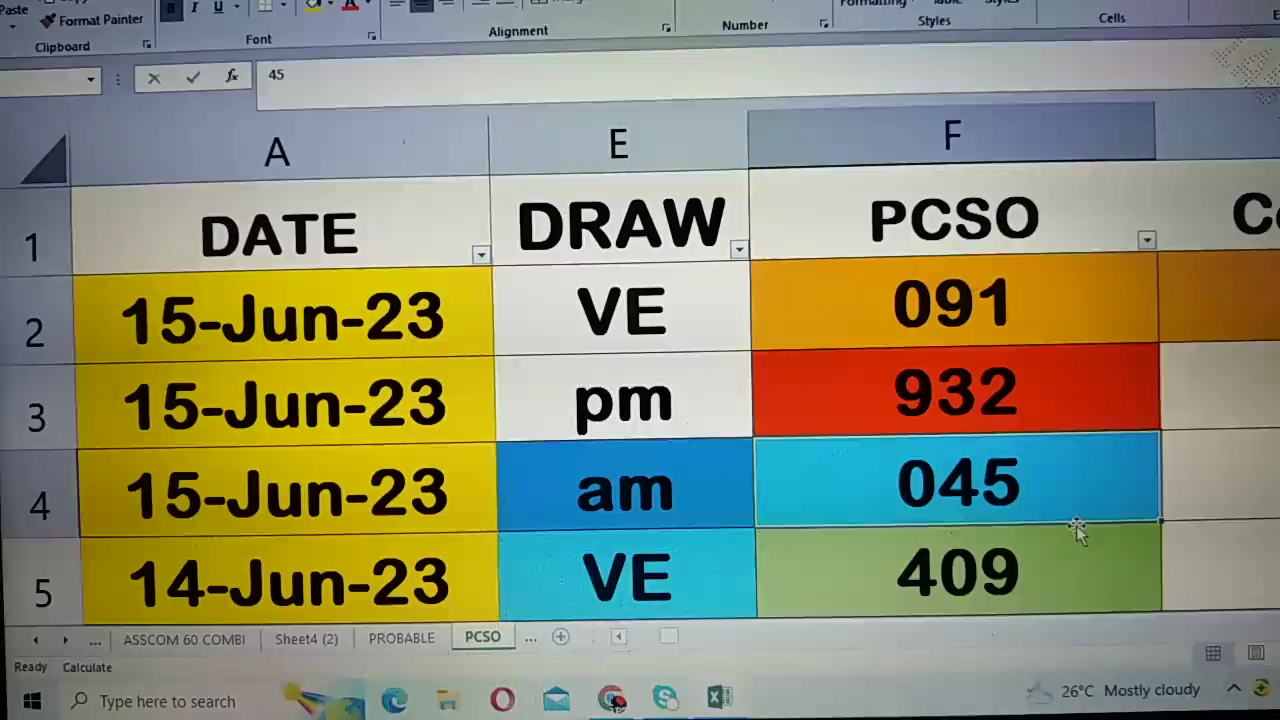 Paste
Format Painter
Clipboard
I U
Font
Alignment
Number
Formatting
Styles
Cells
fx 45
A E F
1 DATE DRAW PCSO
2 15-Jun-23 VE 091
3 15-Jun-23 pm 932
4 15-Jun-23 am 045
5 14-Jun-23 VE 409
... ASSCOM 60 COMBI Sheet4 (2) PROBABLE PCSO ...
Ready Calculate
Type here to search
26°C Mostly cloudy